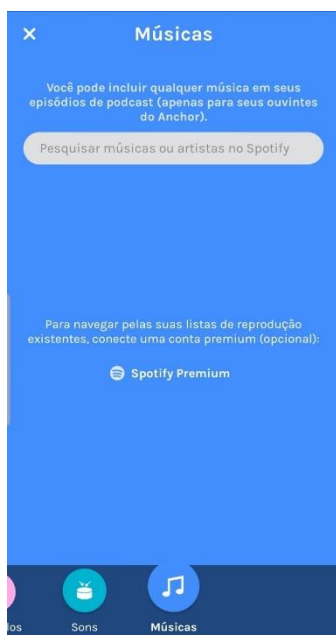 Músicas
Você pode incluir qualquer música em seus
episódios de podcast (apenas para seus ouvintes
do Anchor).
Pesquisar músicas ou artistas no Spotify
Para navegar pelas suas listas de reprodução
existentes, conecte uma conta premium (opcional):
Spotify Premium
los Sons Músicas